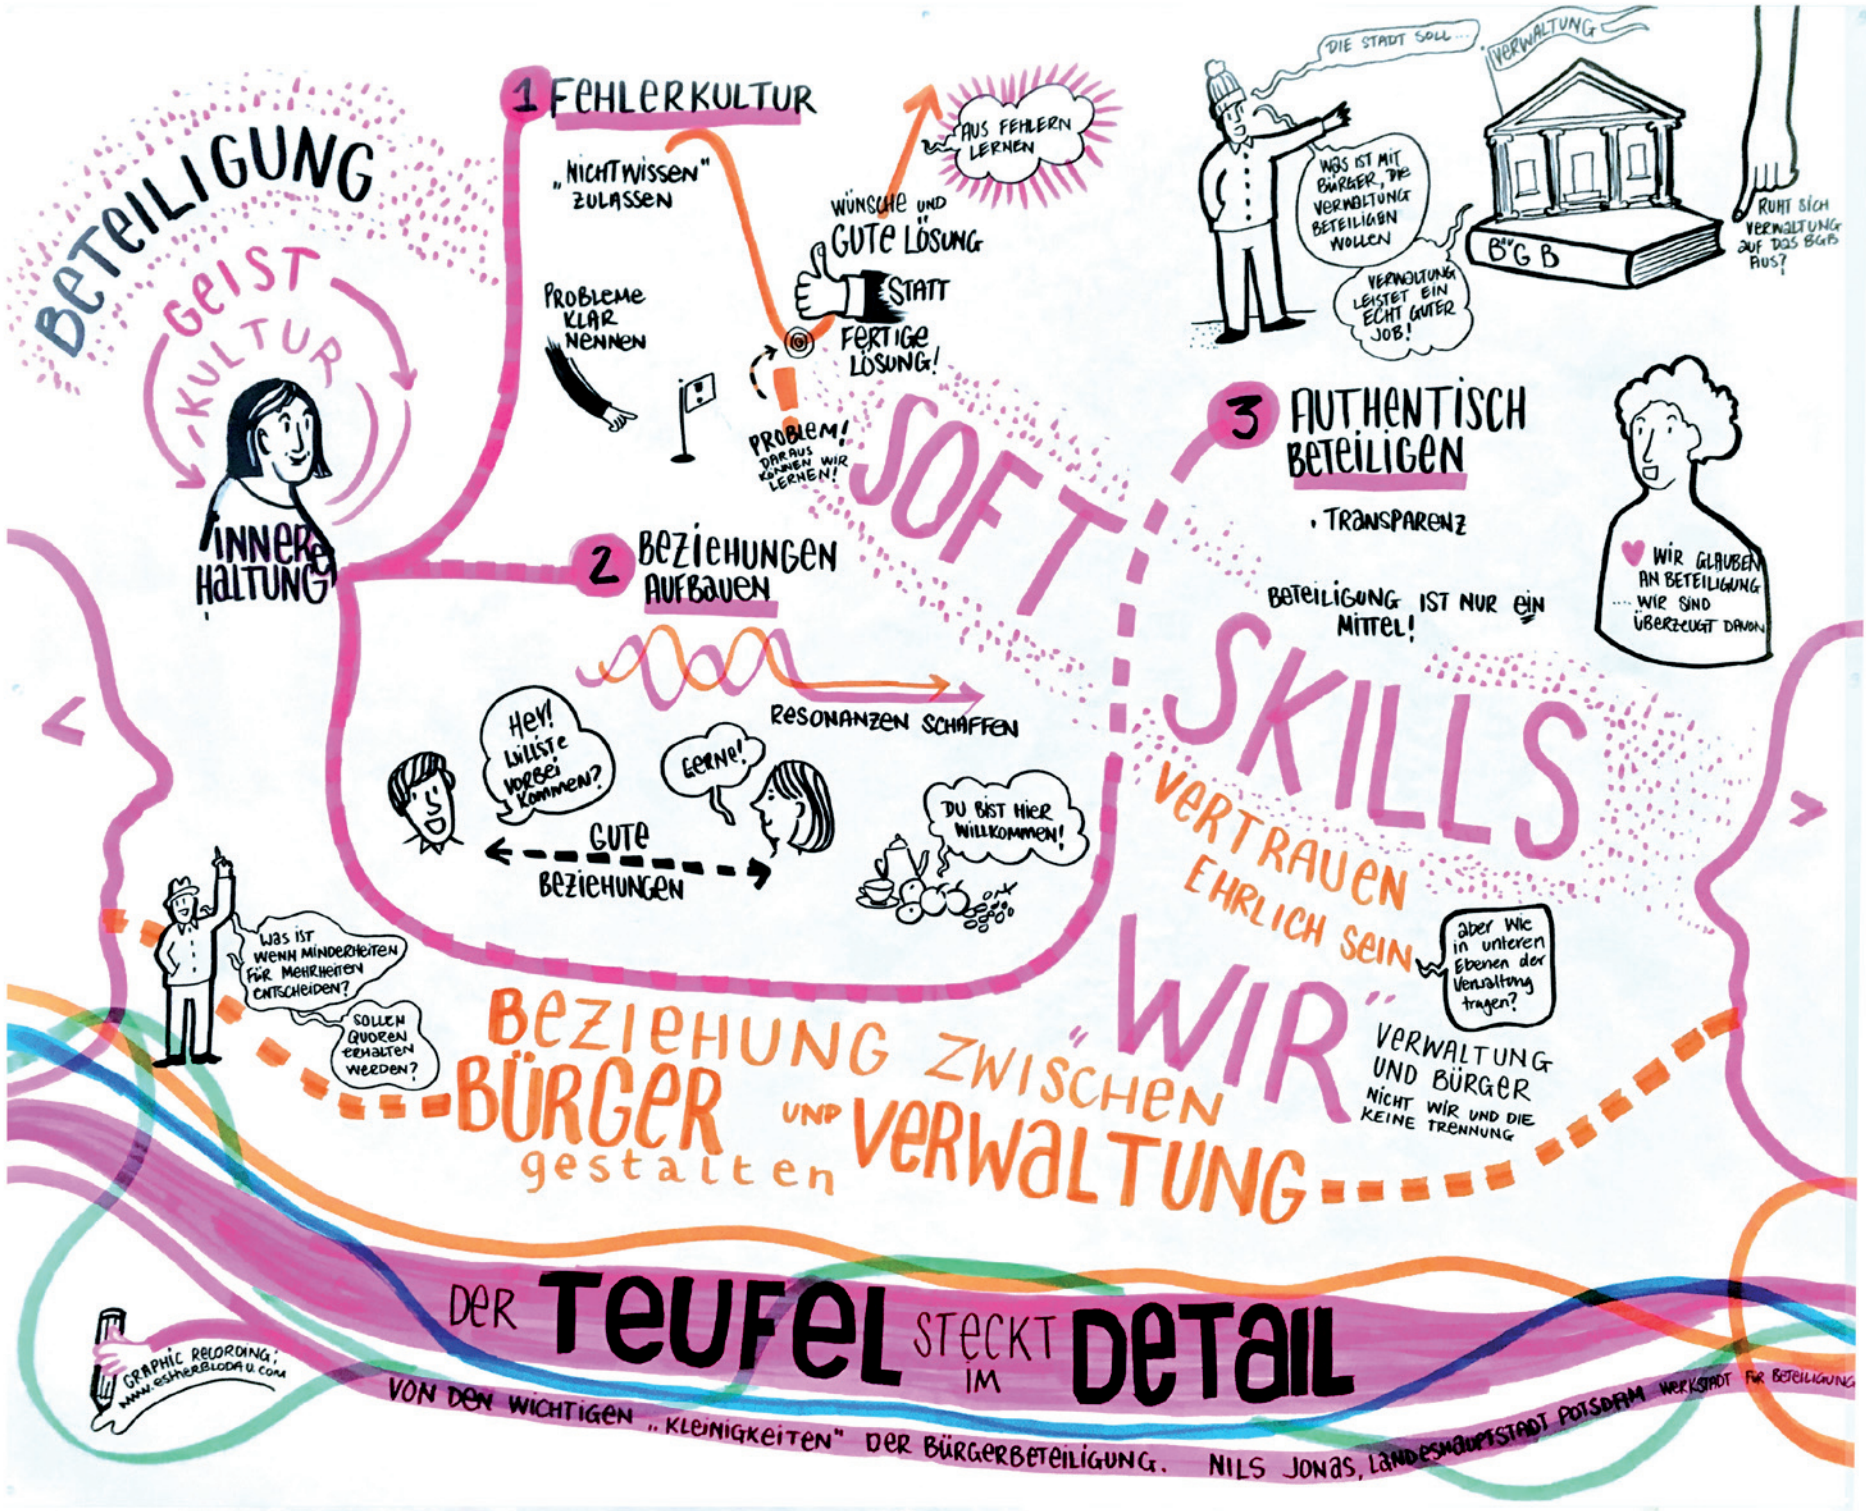 BETEILIGUNG
GEIST
KULTUR
INNERE
HALTUNG
1 FEHLERKULTUR
„NICHT WISSEN"
ZULASSEN
PROBLEME
KLAR
NENNEN
PROBLEM!
DARAUS
KÖNNEN WIR
LERNEN!
WÜNSCHE UND
GUTE LÖSUNG
STATT
FERTIGE
LÖSUNG!
AUS FEHLERN
LERNEN
DIE STADT SOLL...
VERWALTUNG
WAS IST MIT
BÜRGER, DIE
VERWALTUNG
BETEILIGEN
WOLLEN
VERWALTUNG
LEISTET EIN
ECHT GUTER
JOB!
BGB
RUHT SICH
VERWALTUNG
AUF DAS BGB
AUS?
2 BEZIEHUNGEN
AUFBAUEN
RESONANZEN SCHAFFEN
HEY!
WILLSTE
VORBEI
KOMMEN?
GERNE!
GUTE
BEZIEHUNGEN
DU BIST HIER
WILLKOMMEN!
3 AUTHENTISCH
BETEILIGEN
• TRANSPARENZ
BETEILIGUNG IST NUR EIN
MITTEL!
WIR GLAUBEN
AN BETEILIGUNG
.... WIR SIND
ÜBERZEUGT DAVON
SOFT
SKILLS
VERTRAUEN
EHRLICH SEIN
aber wie
in unteren
Ebenen der
Verwaltung
tragen?
"WIR"
VERWALTUNG
UND BÜRGER
NICHT WIR UND DIE
KEINE TRENNUNG
WAS IST
WENN MINDERHEITEN
FÜR MEHRHEITEN
ENTSCHEIDEN?
SOLLEN
QUOREN
ERHALTEN
WERDEN?
BEZIEHUNG ZWISCHEN
BÜRGER UND VERWALTUNG
gestalten
DER TEUFEL STECKT
IM DETAIL
GRAPHIC RECORDING:
www.estherblodau.com
VON DEN WICHTIGEN „KLEINIGKEITEN" DER BÜRGERBETEILIGUNG. NILS JONAS, LANDESHAUPTSTADT POTSDAM WERKSTADT FÜR BETEILIGUNG